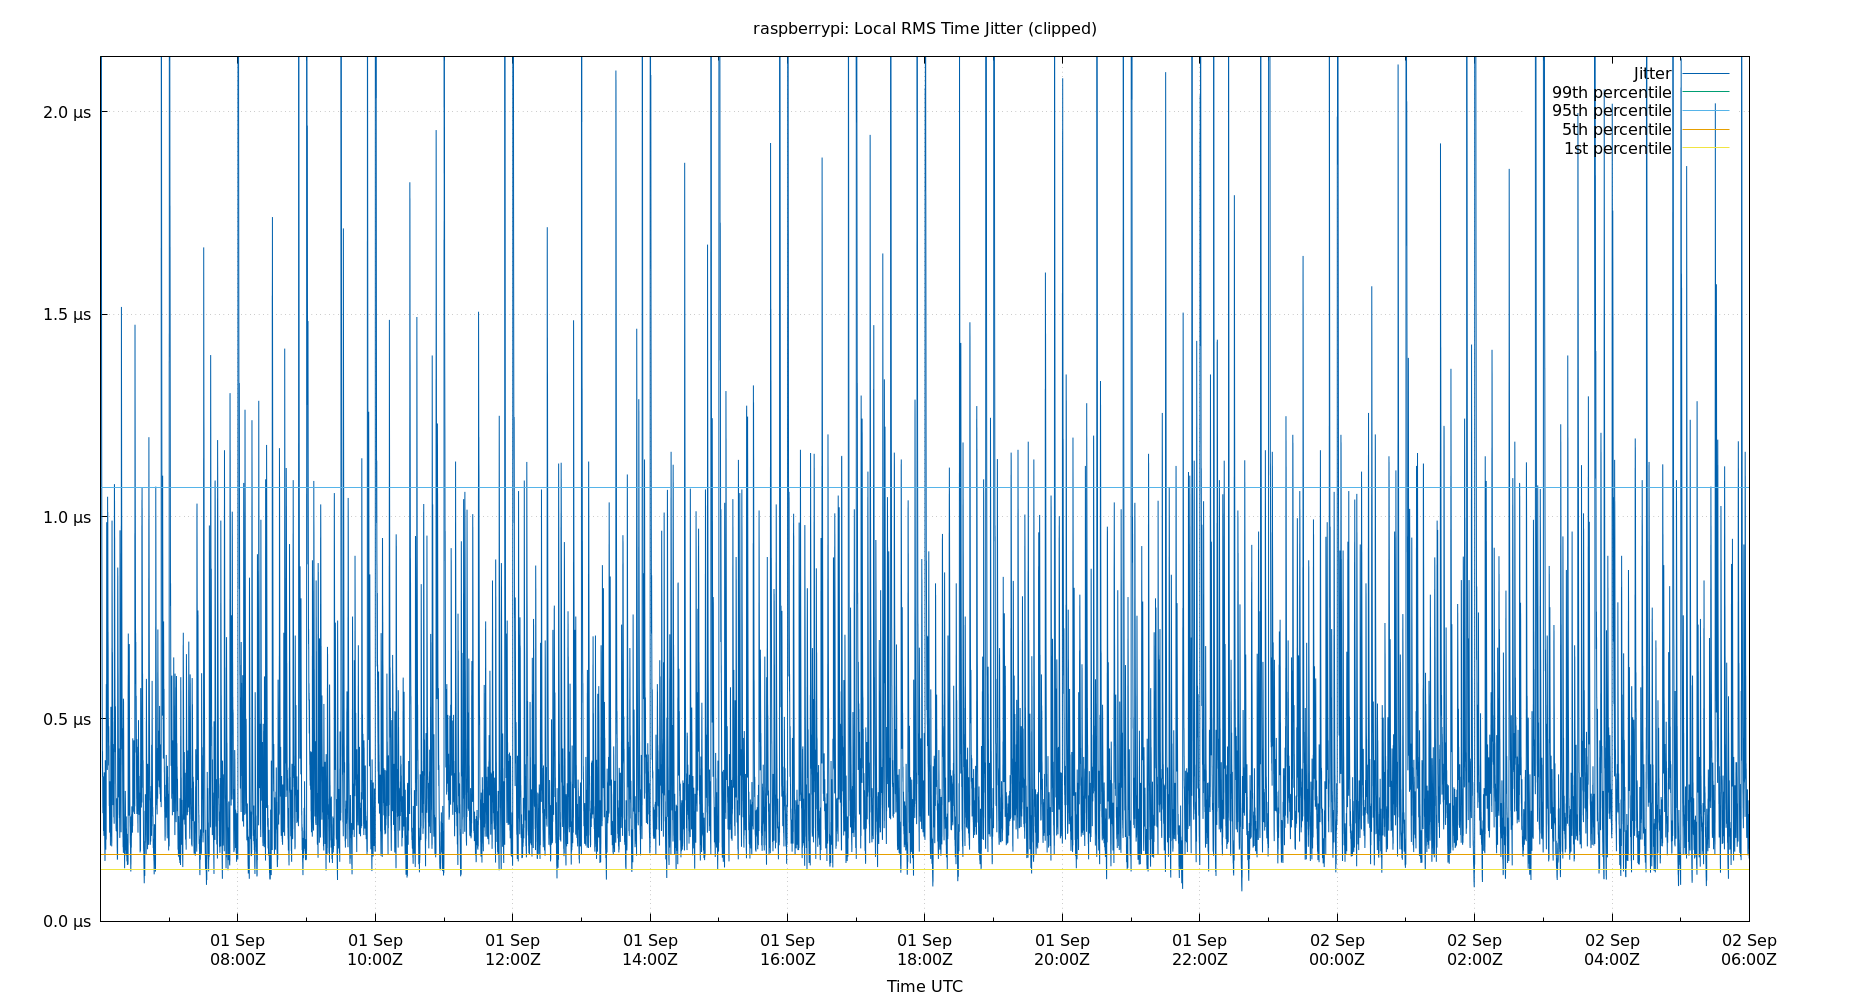 raspberrypi: Local RMS Time Jitter (clipped)
Jitter
99th percentile
95th percentile
5th percentile
1st percentile
2.0 µs
1.5 µs
1.0 µs
0.5 µs
0.0 µs
01 Sep 01 Sep 01 Sep 01 Sep 01 Sep 01 Sep 01 Sep 01 Sep 02 Sep 02 Sep 02 Sep 02 Sep
08:00Z 10:00Z 12:00Z 14:00Z 16:00Z 18:00Z 20:00Z 22:00Z 00:00Z 02:00Z 04:00Z 06:00Z
Time UTC